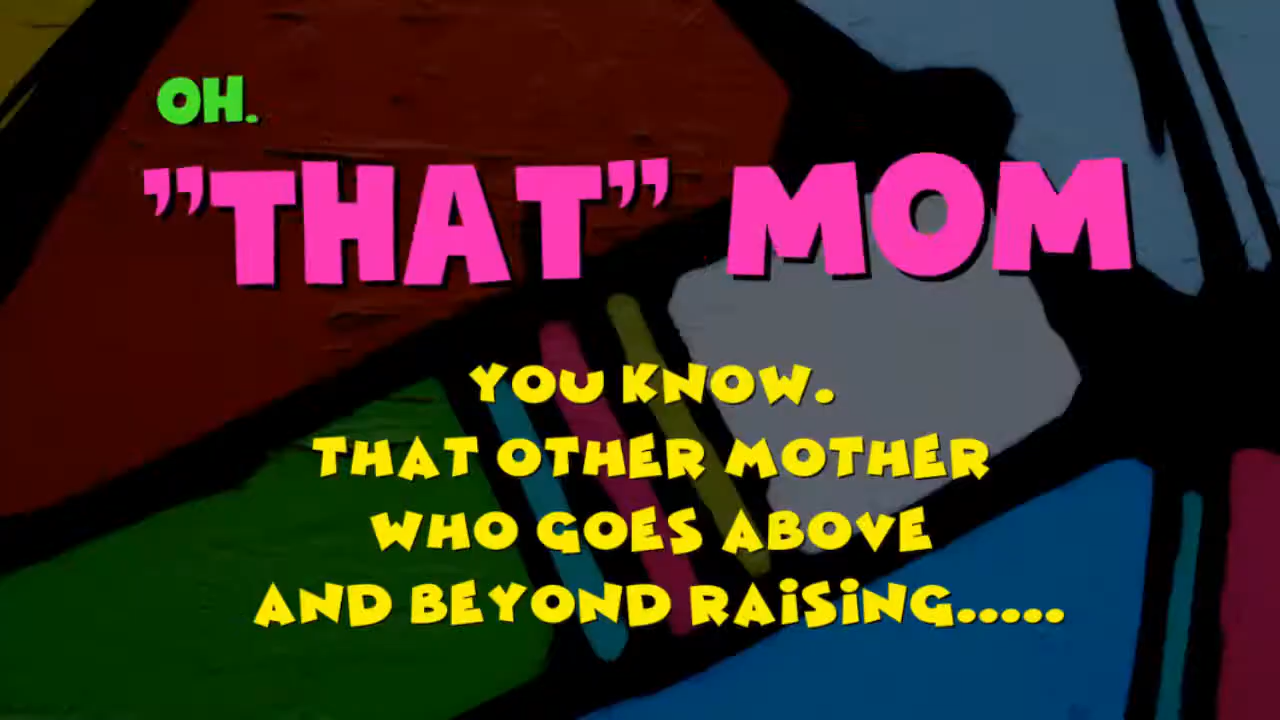 OH.
"THAT" MOM
YOU KNOW.
THAT OTHER MOTHER
WHO GOES ABOVE
AND BEYOND RAISING.....